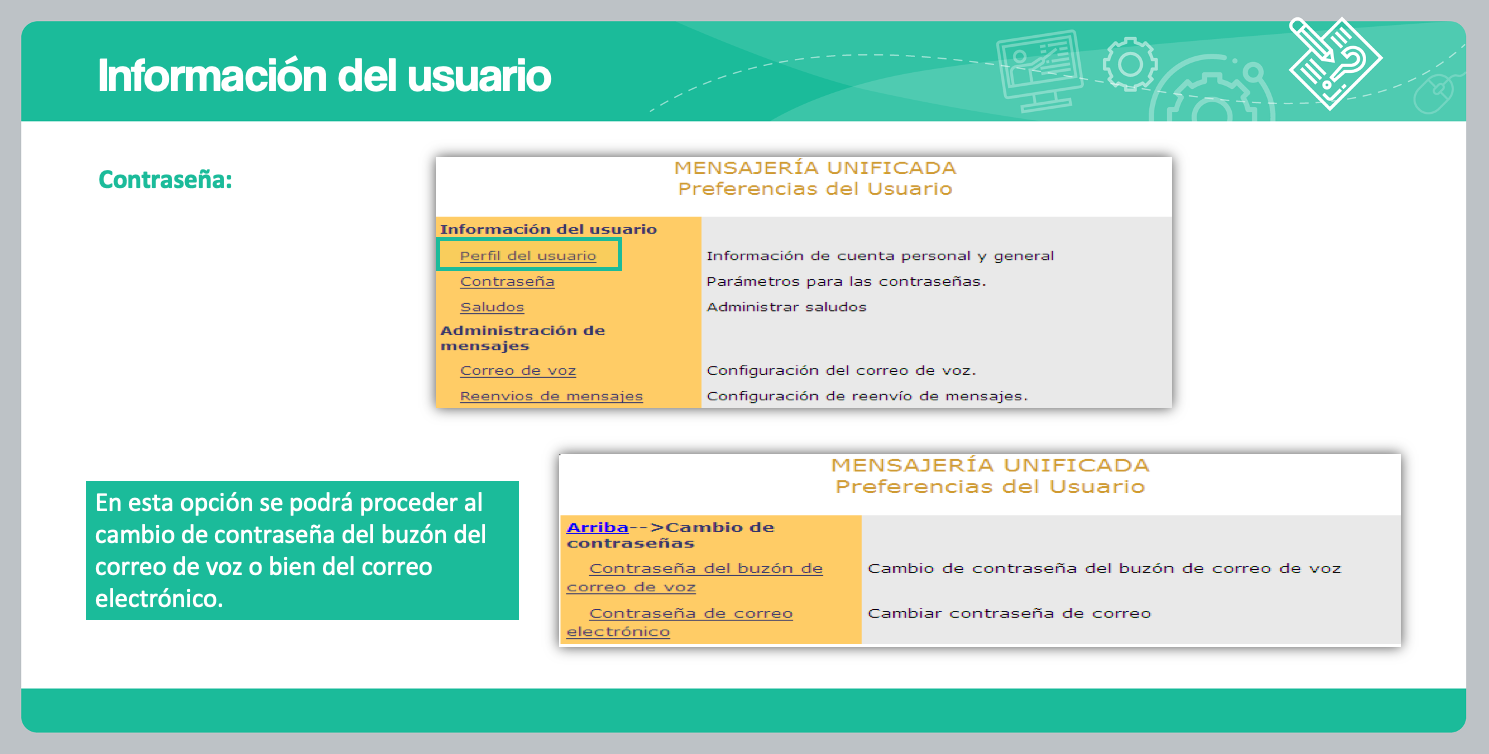 Información del usuario
Contraseña:
MENSAJERÍA UNIFICADA
Preferencias del Usuario
Información del usuario
Perfil del usuario
Información de cuenta personal y general
Contraseña
Parámetros para las contraseñas.
Saludos
Administrar saludos
Administración de
mensajes
Correo de voz
Configuración del correo de voz.
Reenvios de mensajes
Configuración de reenvío de mensajes.
En esta opción se podrá proceder al
cambio de contraseña del buzón del
correo de voz o bien del correo
electrónico.
MENSAJERÍA UNIFICADA
Preferencias del Usuario
Arriba-->Cambio de
contraseñas
Contraseña del buzón de
correo de voz
Cambio de contraseña del buzón de correo de voz
Contraseña de correo
electrónico
Cambiar contraseña de correo